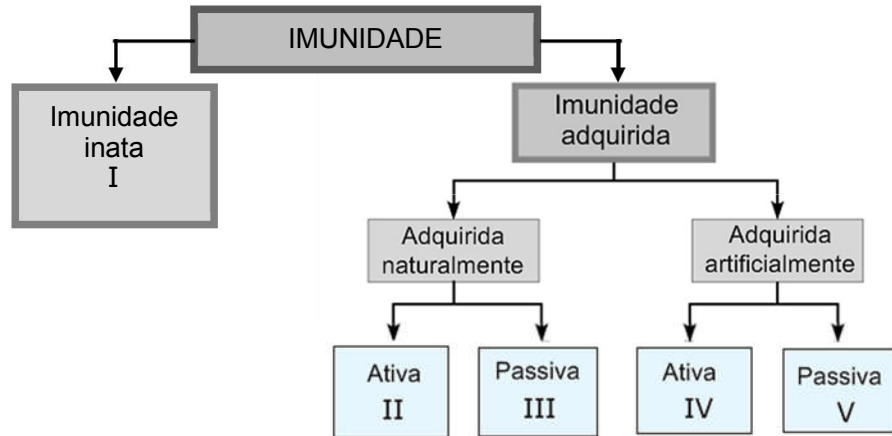 IMUNIDADE
Imunidade
inata
I
Imunidade
adquirida
Adquirida
naturalmente
Adquirida
artificialmente
Ativa
II
Passiva
III
Ativa
IV
Passiva
V